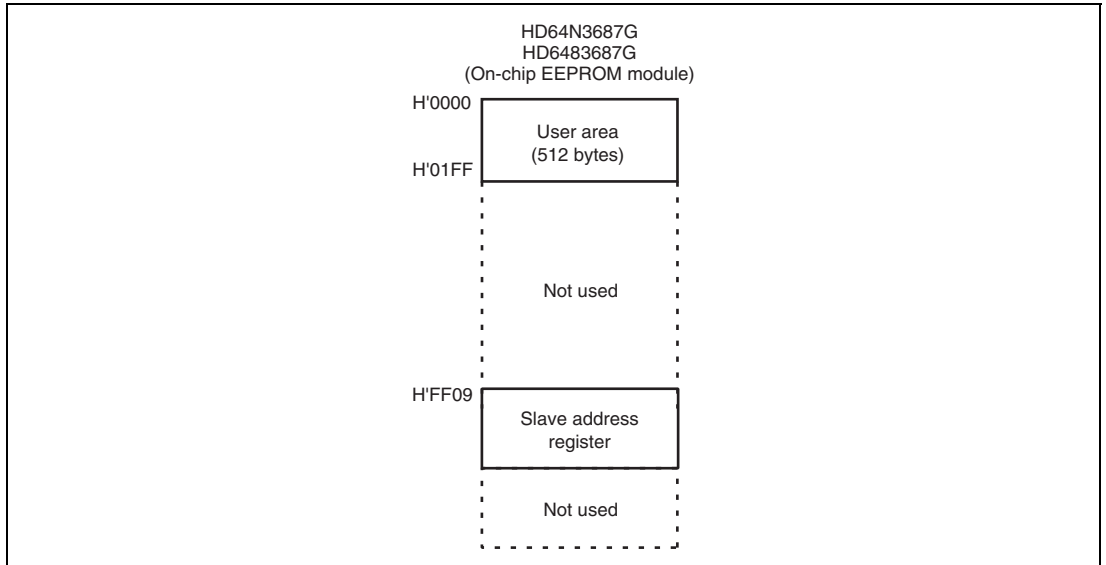 HD64N3687G
HD6483687G
(On-chip EEPROM module)
H'0000
User area
(512 bytes)
H'01FF
Not used
H'FF09
Slave address
register
Not used